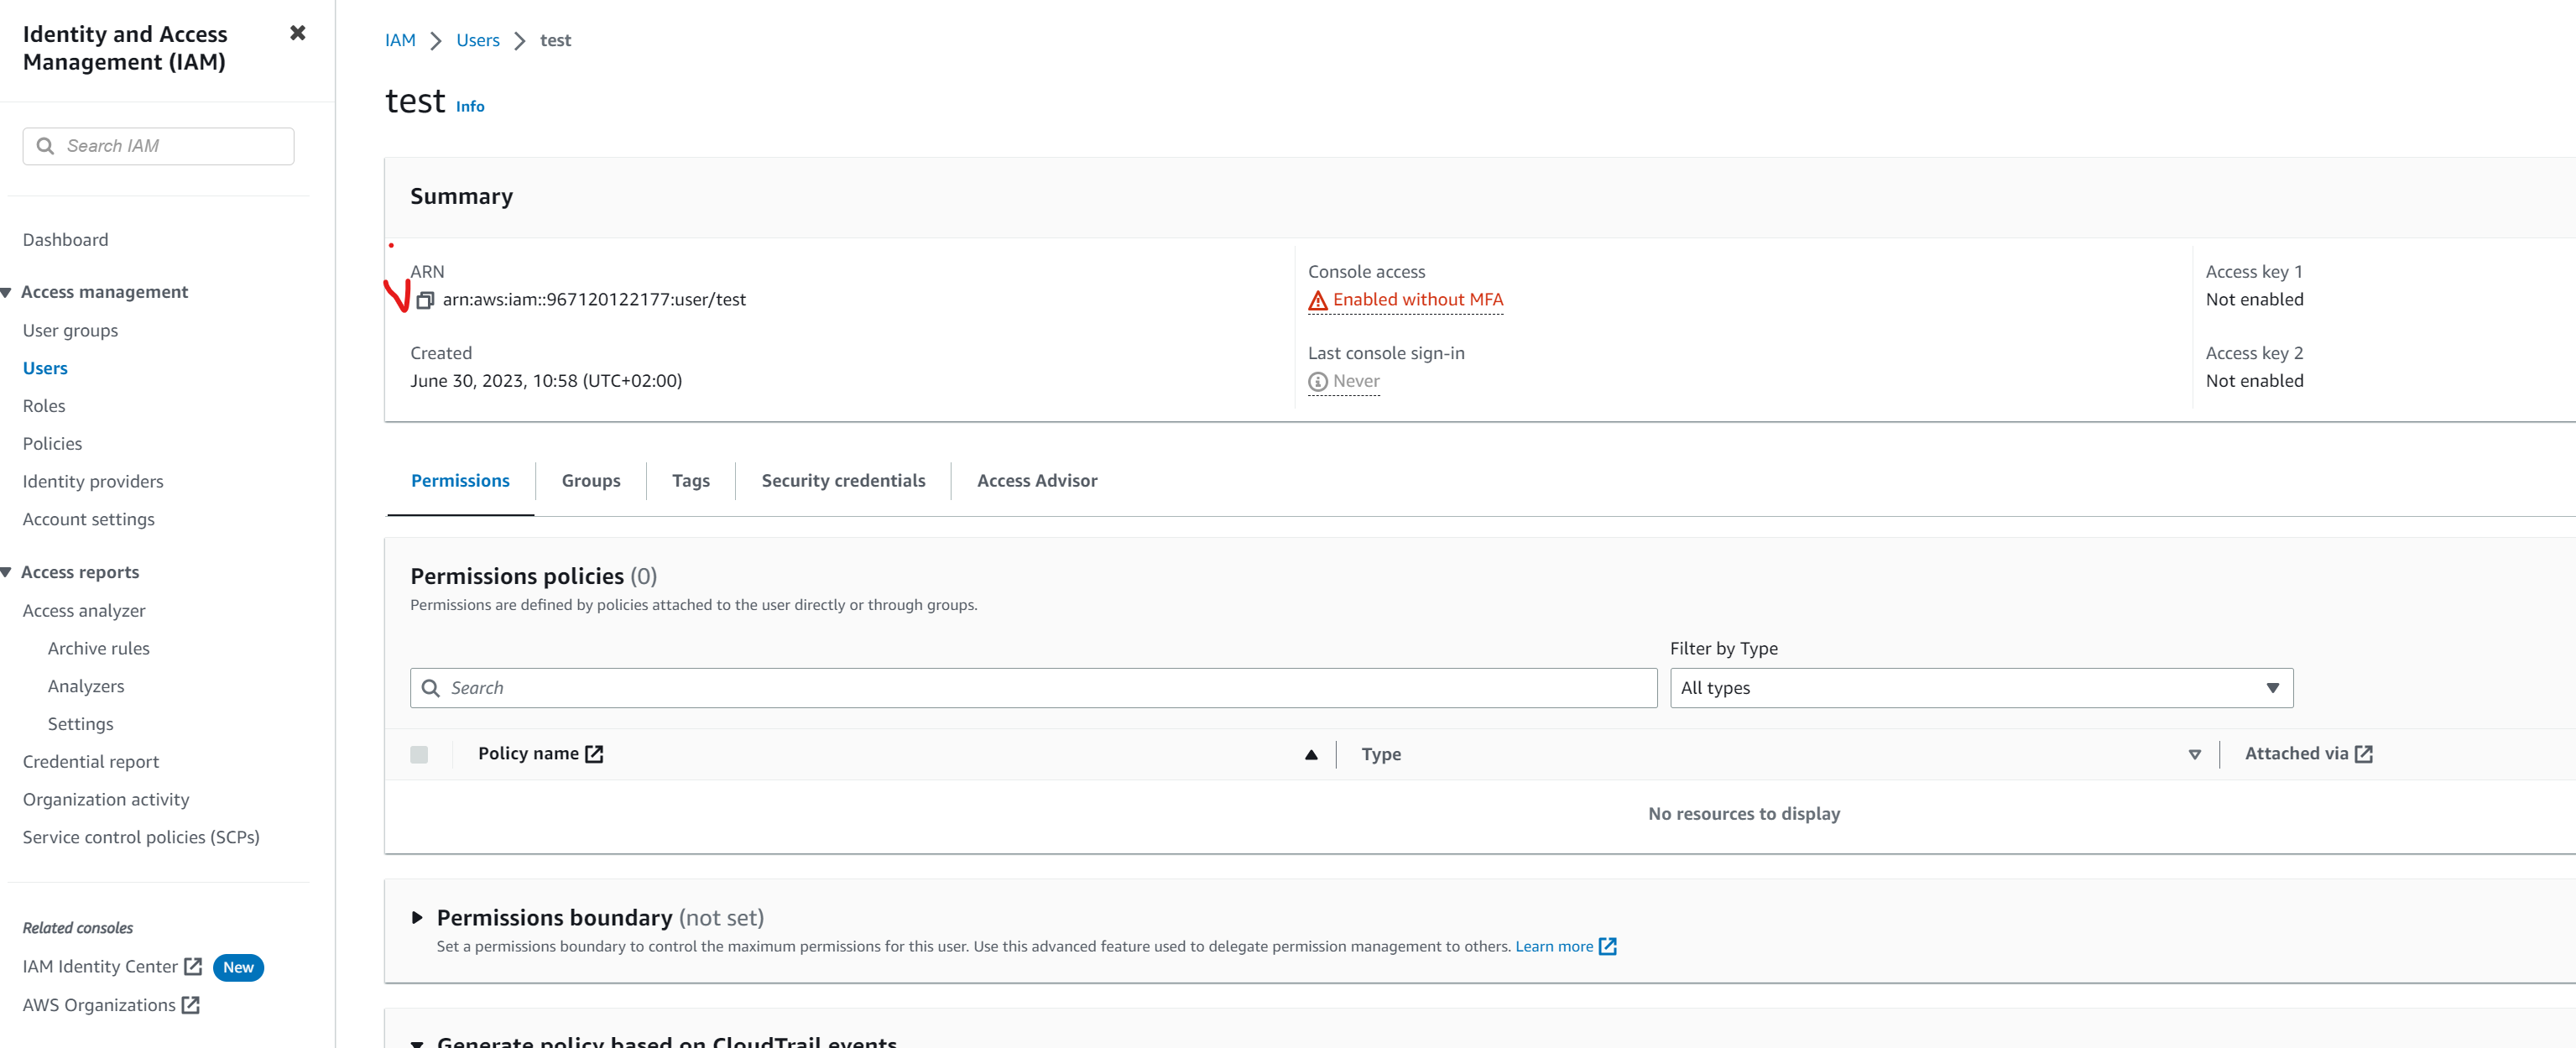 Identity and Access
Management (IAM)
Search IAM
Dashboard
Access management
User groups
Users
Roles
Policies
Identity providers
Account settings
Access reports
Access analyzer
Archive rules
Analyzers
Settings
Credential report
Organization activity
Service control policies (SCPs)
Related consoles
IAM Identity Center New
AWS Organizations
IAM Users test
test Info
Summary
ARN
arn:aws:iam::967120122177:user/test
Created
June 30, 2023, 10:58 (UTC+02:00)
Console access
Enabled without MFA
Last console sign-in
Never
Access key 1
Not enabled
Access key 2
Not enabled
Permissions Groups Tags Security credentials Access Advisor
Permissions policies (0)
Permissions are defined by policies attached to the user directly or through groups.
Filter by Type
Search All types
Policy name Type Attached via
No resources to display
Permissions boundary (not set)
Set a permissions boundary to control the maximum permissions for this user. Use this advanced feature used to delegate permission management to others. Learn more
Generate policy based on CloudTrail events